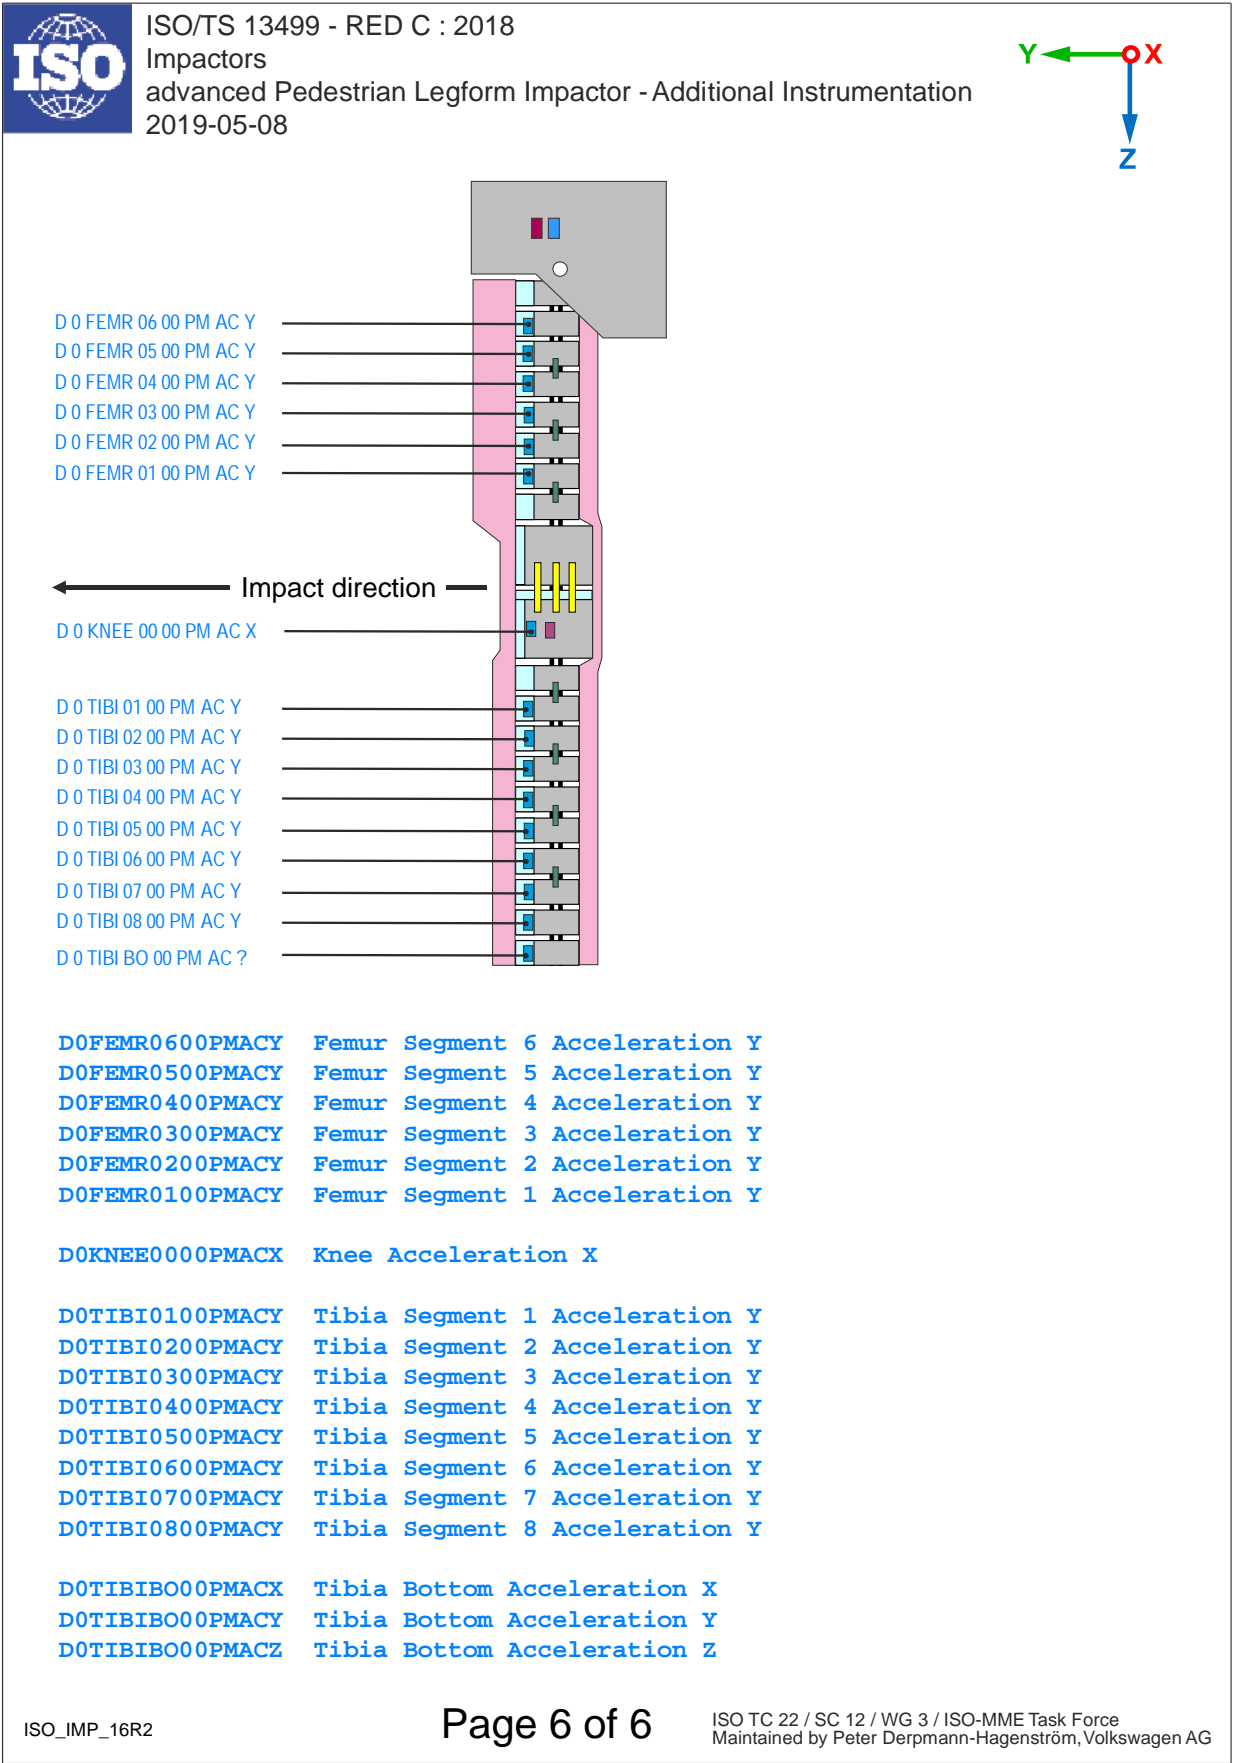 ISO
ISO/TS 13499 - RED C : 2018
Impactors
advanced Pedestrian Legform Impactor - Additional Instrumentation
2019-05-08
Y X
Z
D 0 FEMR 06 00 PM AC Y
D 0 FEMR 05 00 PM AC Y
D 0 FEMR 04 00 PM AC Y
D 0 FEMR 03 00 PM AC Y
D 0 FEMR 02 00 PM AC Y
D 0 FEMR 01 00 PM AC Y
Impact direction
D 0 KNEE 00 00 PM AC X
D 0 TIBI 01 00 PM AC Y
D 0 TIBI 02 00 PM AC Y
D 0 TIBI 03 00 PM AC Y
D 0 TIBI 04 00 PM AC Y
D 0 TIBI 05 00 PM AC Y
D 0 TIBI 06 00 PM AC Y
D 0 TIBI 07 00 PM AC Y
D 0 TIBI 08 00 PM AC Y
D 0 TIBI BO 00 PM AC ?
D0FEMR0600PMACY Femur Segment 6 Acceleration Y
D0FEMR0500PMACY Femur Segment 5 Acceleration Y
D0FEMR0400PMACY Femur Segment 4 Acceleration Y
D0FEMR0300PMACY Femur Segment 3 Acceleration Y
D0FEMR0200PMACY Femur Segment 2 Acceleration Y
D0FEMR0100PMACY Femur Segment 1 Acceleration Y
D0KNEE0000PMACX Knee Acceleration X
D0TIBI0100PMACY Tibia Segment 1 Acceleration Y
D0TIBI0200PMACY Tibia Segment 2 Acceleration Y
D0TIBI0300PMACY Tibia Segment 3 Acceleration Y
D0TIBI0400PMACY Tibia Segment 4 Acceleration Y
D0TIBI0500PMACY Tibia Segment 5 Acceleration Y
D0TIBI0600PMACY Tibia Segment 6 Acceleration Y
D0TIBI0700PMACY Tibia Segment 7 Acceleration Y
D0TIBI0800PMACY Tibia Segment 8 Acceleration Y
D0TIBIBO00PMACX Tibia Bottom Acceleration X
D0TIBIBO00PMACY Tibia Bottom Acceleration Y
D0TIBIBO00PMACZ Tibia Bottom Acceleration Z
ISO_IMP_16R2
Page 6 of 6
ISO TC 22 / SC 12 / WG 3 / ISO-MME Task Force
Maintained by Peter Derpmann-Hagenström, Volkswagen AG